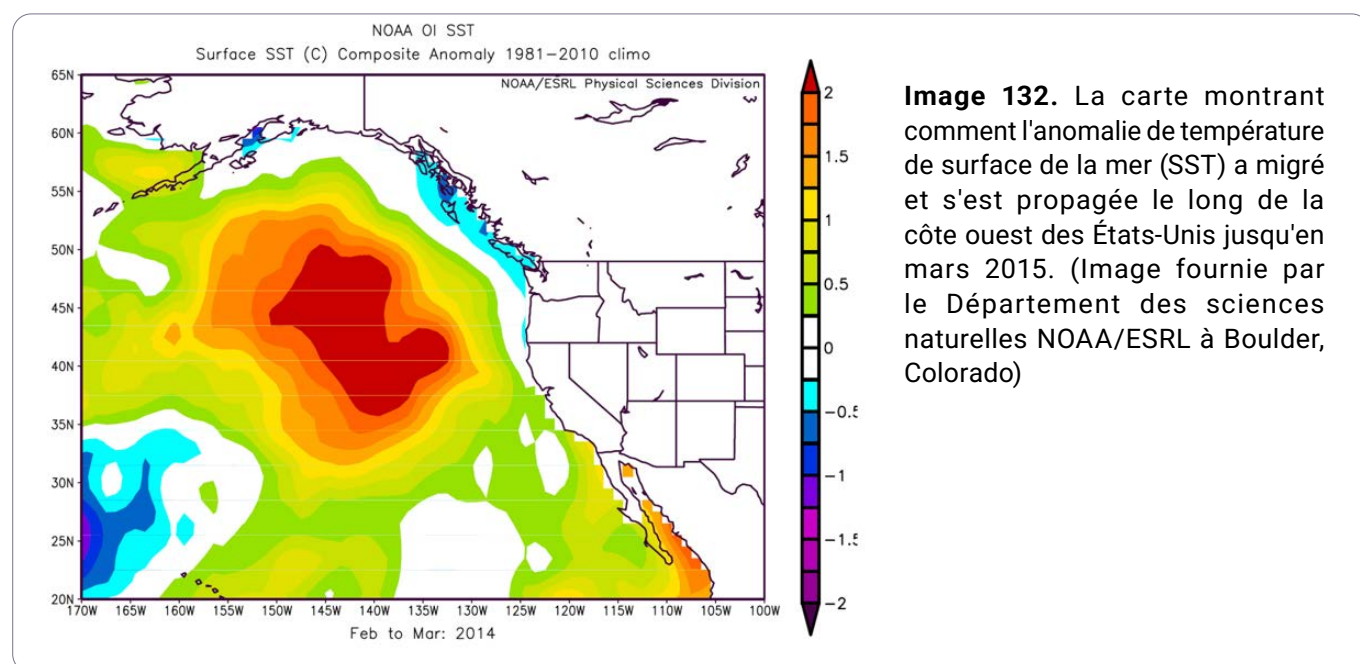 NOAA OI SST
Surface SST (C) Composite Anomaly 1981-2010 climo
NOAA/ESRL Physical Sciences Division
65N
60N
55N
50N
45N
40N
35N
30N
25N
20N
170W 165W 160W 155W 150W 145W 140W 135W 130W 125W 120W 115W 110W 105W 100W
Feb to Mar: 2014
2
1.5
1
0.5
0
-0.5
-1
-1.5
-2
Image 132. La carte montrant
comment l'anomalie de température
de surface de la mer (SST) a migré
et s'est propagée le long de la
côte ouest des États-Unis jusqu'en
mars 2015. (Image fournie par
le Département des sciences
naturelles NOAA/ESRL à Boulder,
Colorado)